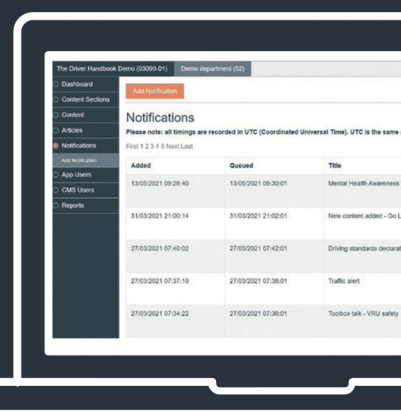 The Driver Handbook Demo (03090-01) Demo department (02)
Dashboard
Content Sections
Content
Articles
Notifications
Add Notification
App Users
CMS Users
Reports
Add Notification
Notifications
Please note: all timings are recorded in UTC (Coordinated Universal Time). UTC is the same
First 1 2 3 4 5 Next Last
Added Queued Title
13/05/2021 09:28:40 13/05/2021 09:30:01 Mental Health Awareness
31/03/2021 21:00:14 31/03/2021 21:02:01 New content added - Go L
27/03/2021 07:40:02 27/03/2021 07:42:01 Driving standards declarat
27/03/2021 07:37:10 27/03/2021 07:38:01 Traffic alert
27/03/2021 07:34:22 27/03/2021 07:36:01 Toolbox talk - VRU safety